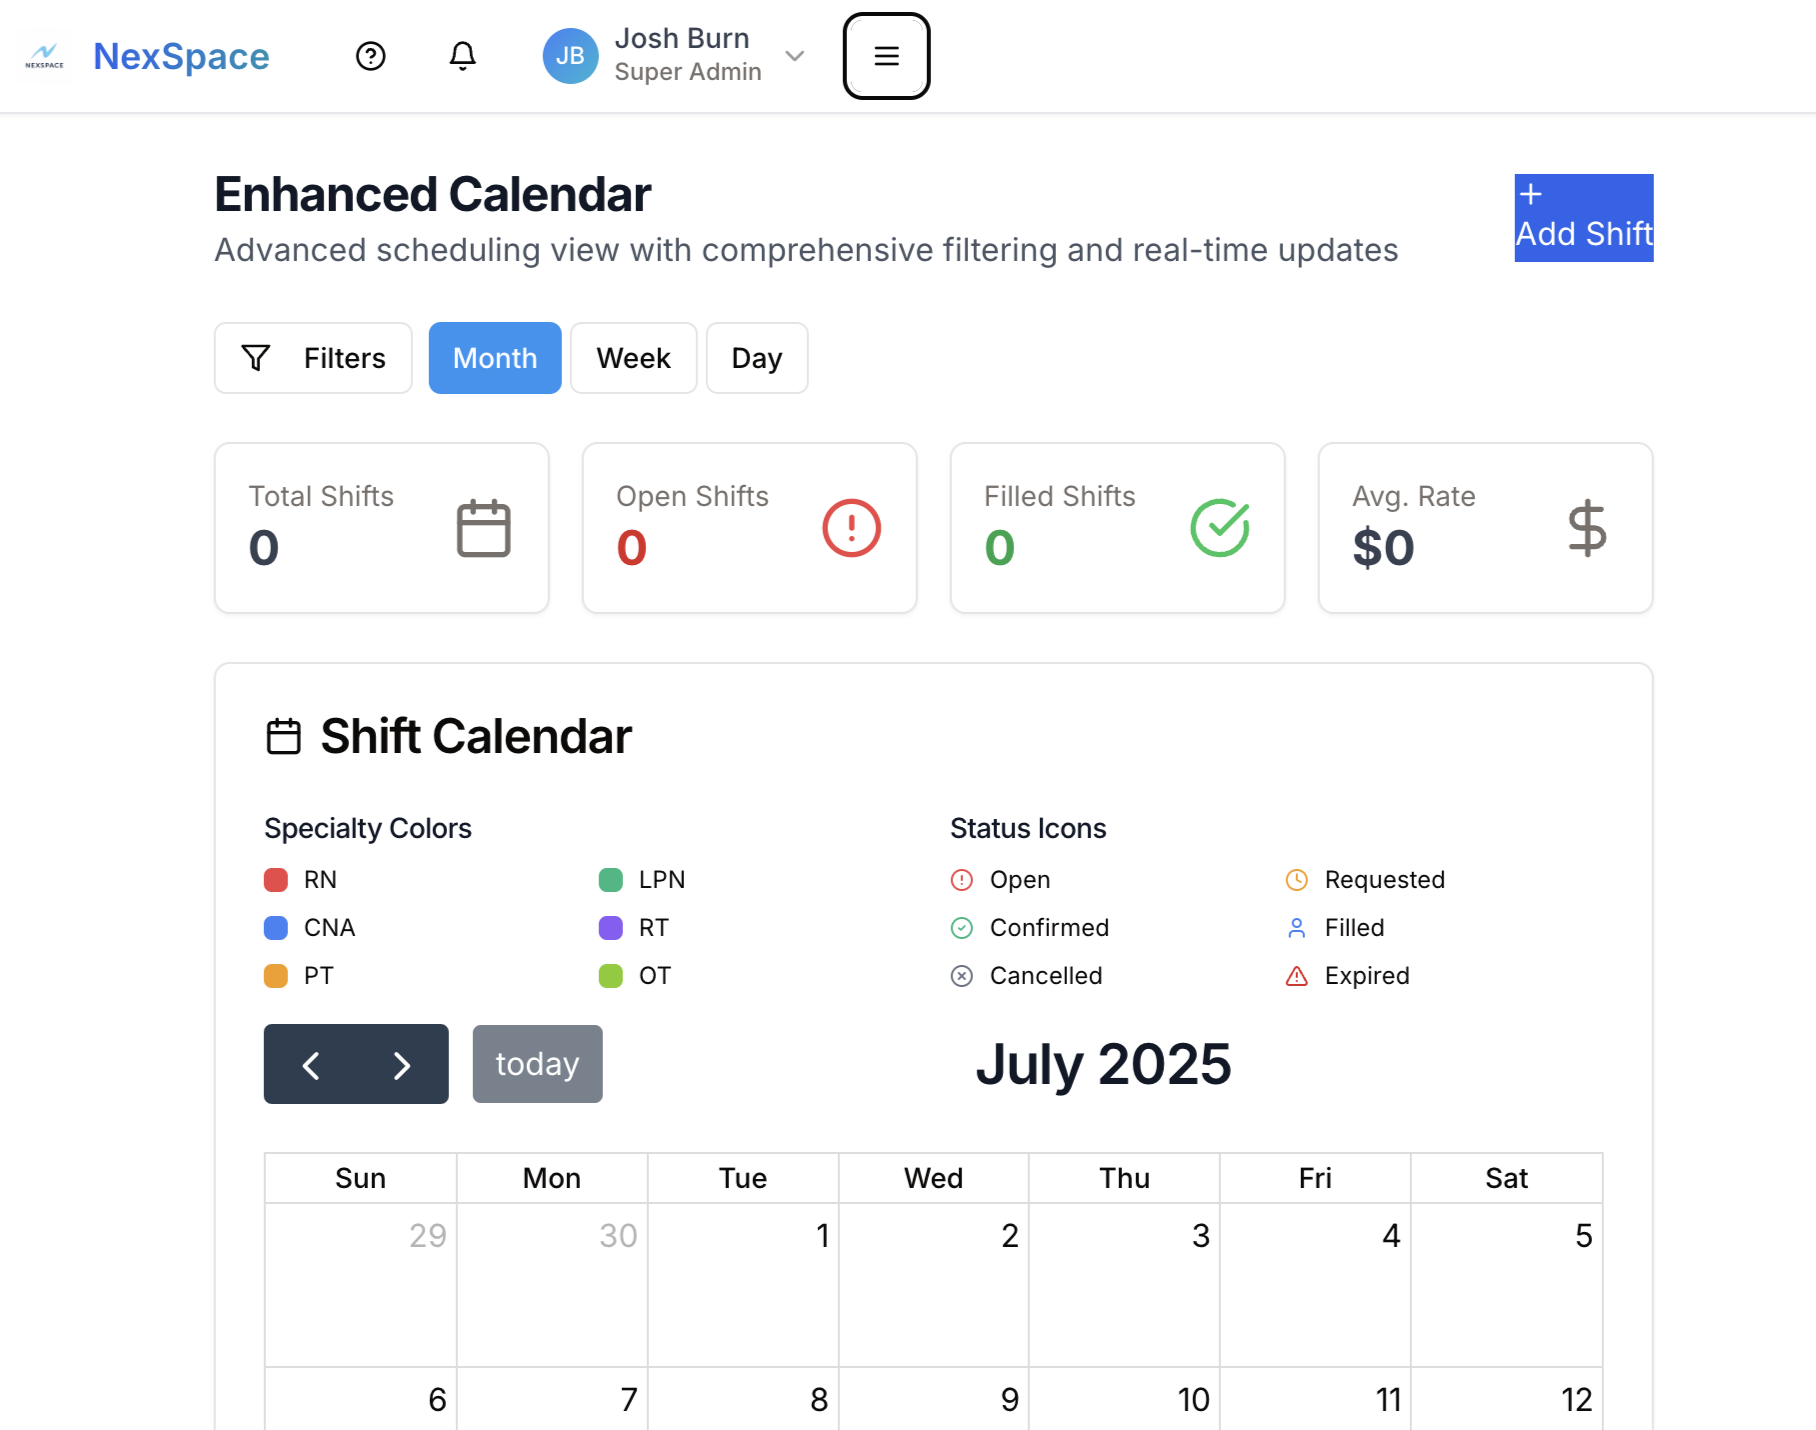 NEXSPACE
NexSpace
JB
Josh Burn
Super Admin
Enhanced Calendar
Advanced scheduling view with comprehensive filtering and real-time updates
Add Shift
Filters
Month
Week
Day
Total Shifts
0
Open Shifts
0
Filled Shifts
0
Avg. Rate
$0
Shift Calendar
Specialty Colors
RN
LPN
CNA
RT
PT
OT
Status Icons
Open
Requested
Confirmed
Filled
Cancelled
Expired
today
July 2025
Sun Mon Tue Wed Thu Fri Sat
29 30 1 2 3 4 5
6 7 8 9 10 11 12